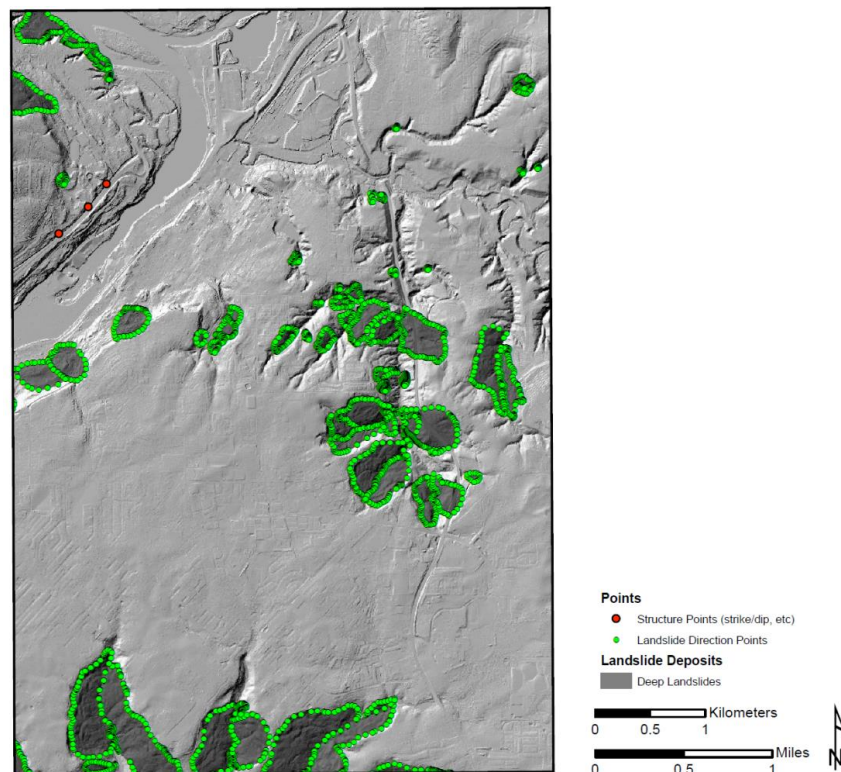 Points
Structure Points (strike/dip, etc)
Landslide Direction Points
Landslide Deposits
Deep Landslides
Kilometers
0 0.5 1
Miles
0 0.5 1
N